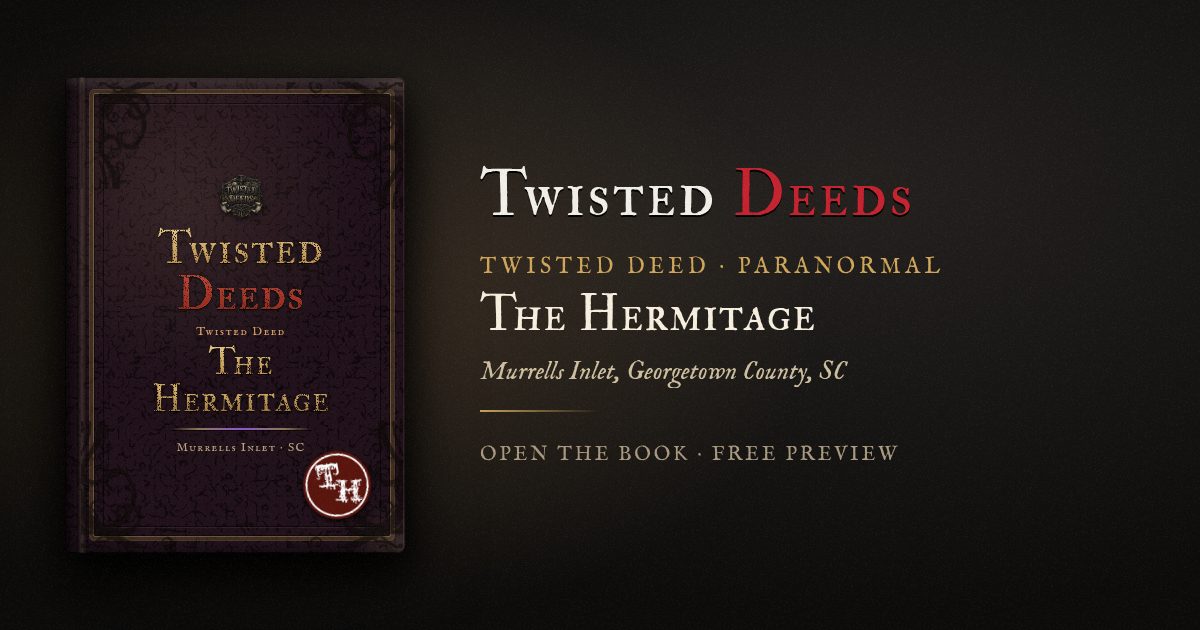 Twisted
Deeds
Twisted Deed
The
Hermitage
Murrells Inlet · SC
TH
Twisted Deeds
TWISTED DEED · PARANORMAL
The Hermitage
Murrells Inlet, Georgetown County, SC
OPEN THE BOOK · FREE PREVIEW